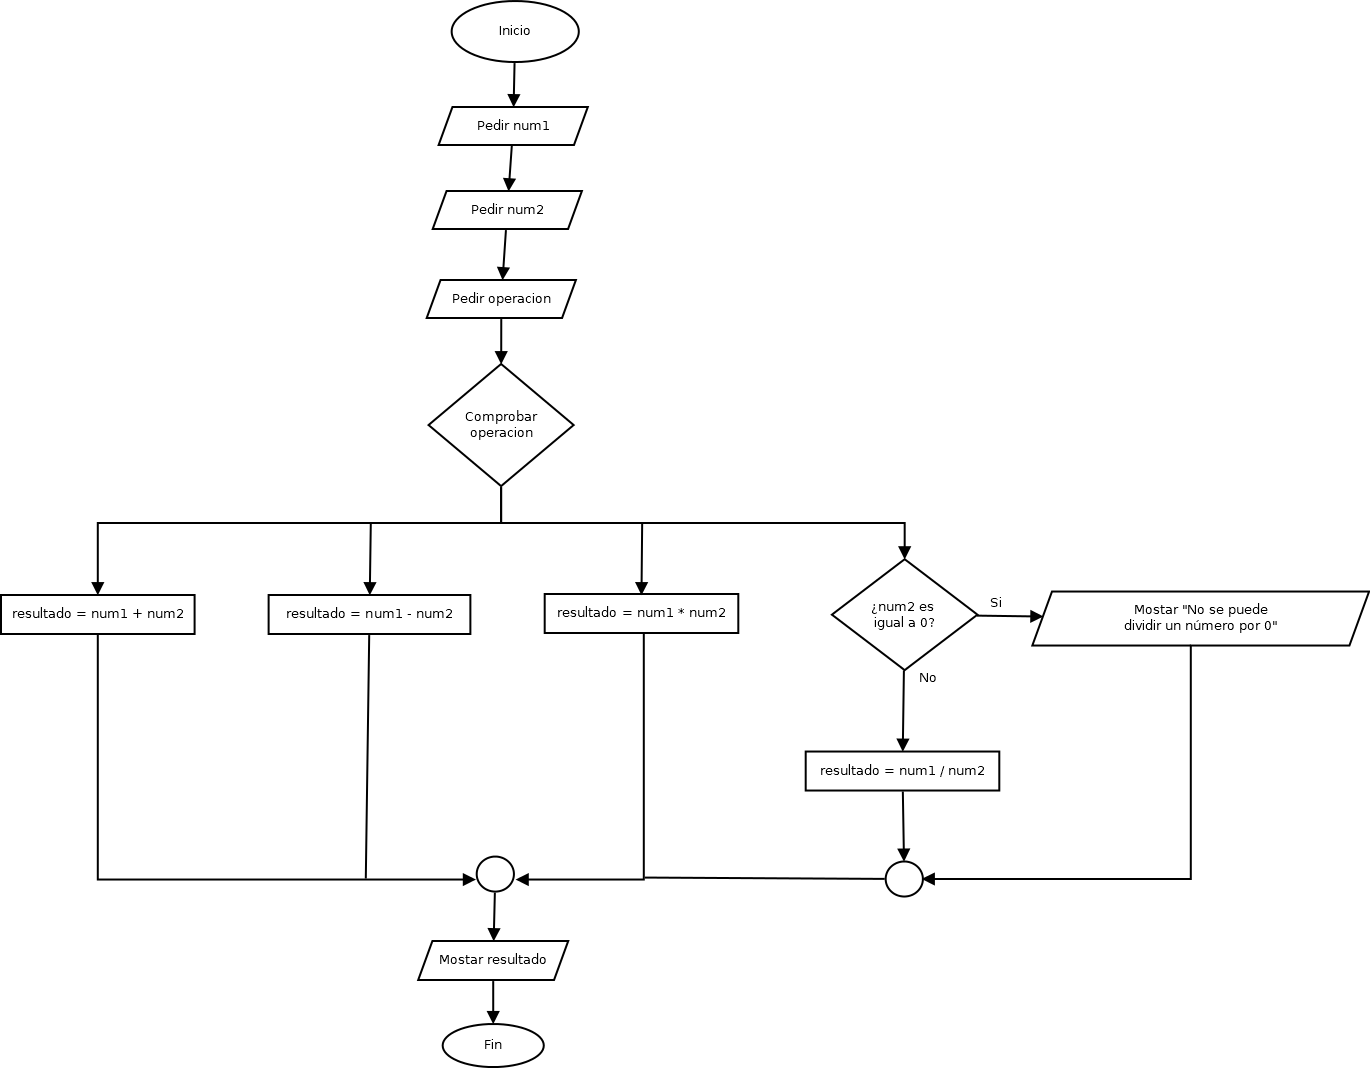 Inicio
Pedir num1
Pedir num2
Pedir operacion
Comprobar
operacion
resultado = num1 + num2
resultado = num1 - num2
resultado = num1 * num2
¿num2 es
igual a 0?
Si
Mostar "No se puede
dividir un número por 0"
No
resultado = num1 / num2
Mostar resultado
Fin